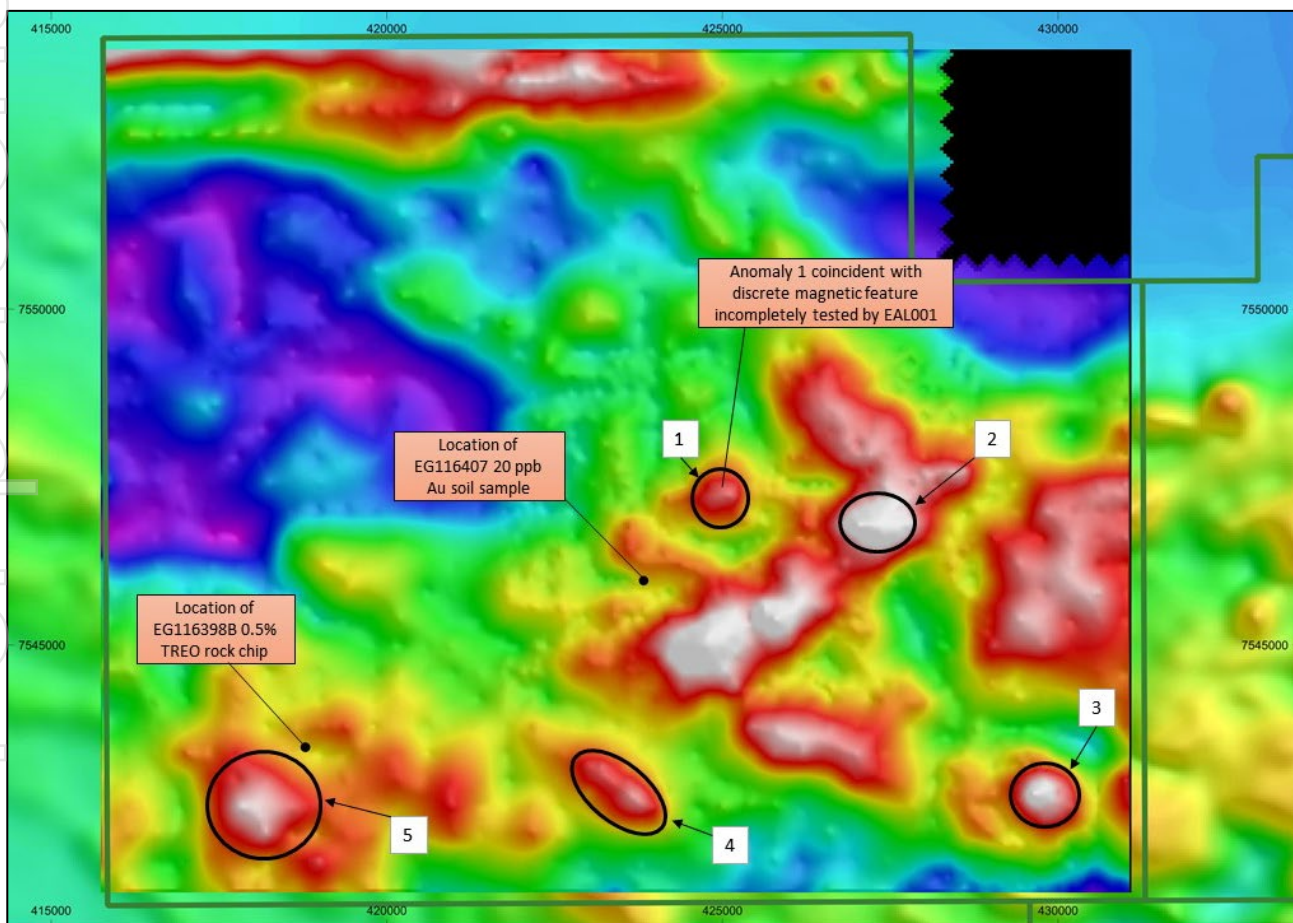 415000
420000
425000
430000
Anomaly 1 coincident with
discrete magnetic feature
incompletely tested by EAL001
7550000
7550000
1
2
Location of
EG116407 20 ppb
Au soil sample
Location of
EG116398B 0.5%
TREO rock chip
7545000
7545000
3
5
4
415000
420000
425000
430000